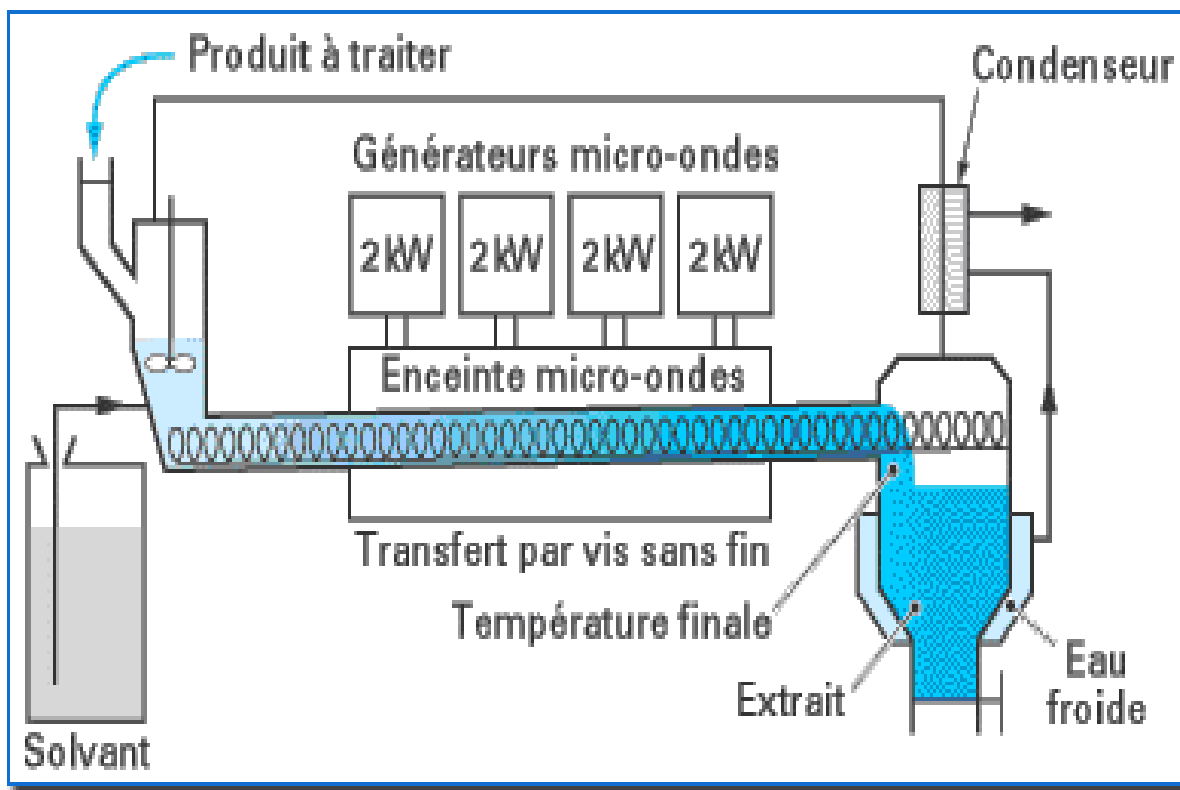 Produit à traiter
Condenseur
Générateurs micro-ondes
2 kW 2 kW 2 kW 2 kW
Enceinte micro-ondes
Transfert par vis sans fin
Température finale
Extrait
Eau
froide
Solvant